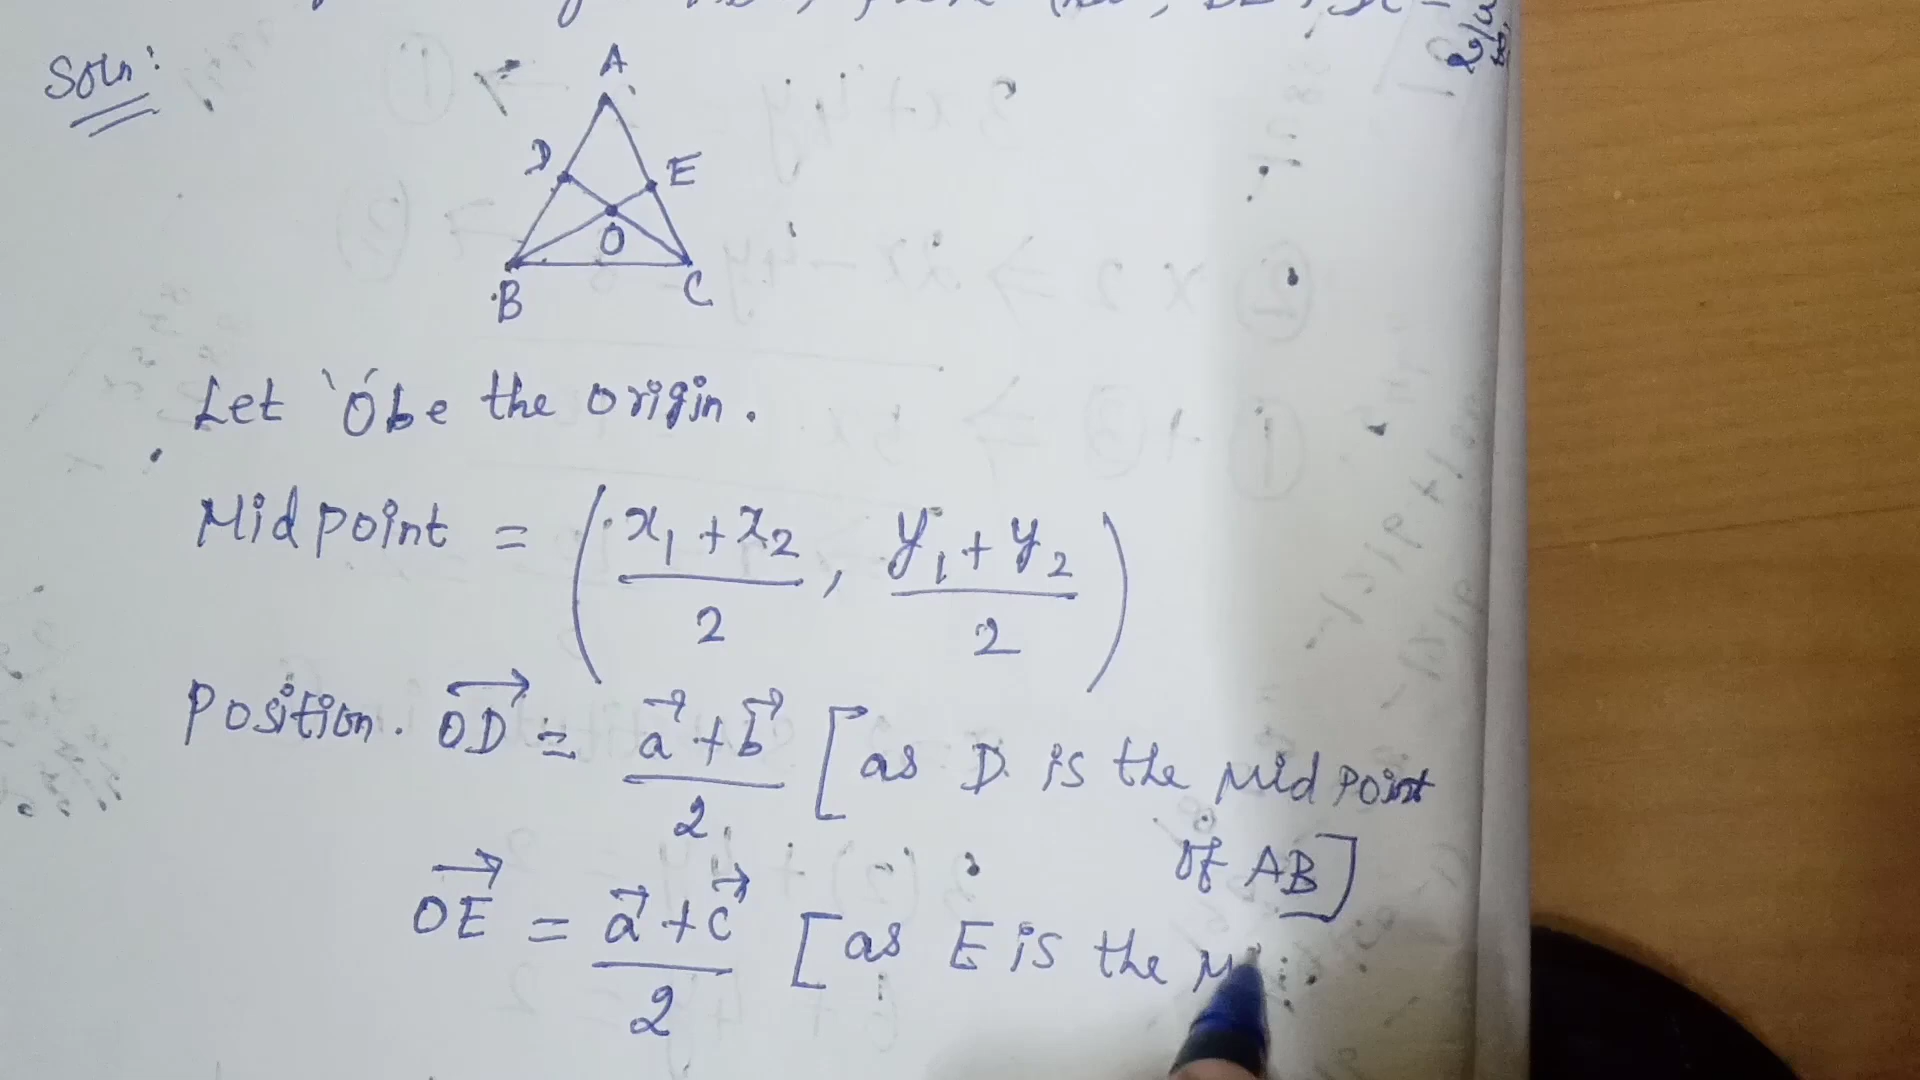 Soln:
A
D
E
O
B
C
Let 'O' be the origin.
Midpoint = ( x₁ + x₂ / 2 , y₁ + y₂ / 2 )
Position. OD→ = a→ + b→ / 2 [as D is the Midpoint
of AB]
OE→ = a→ + c→ / 2 [as E is the